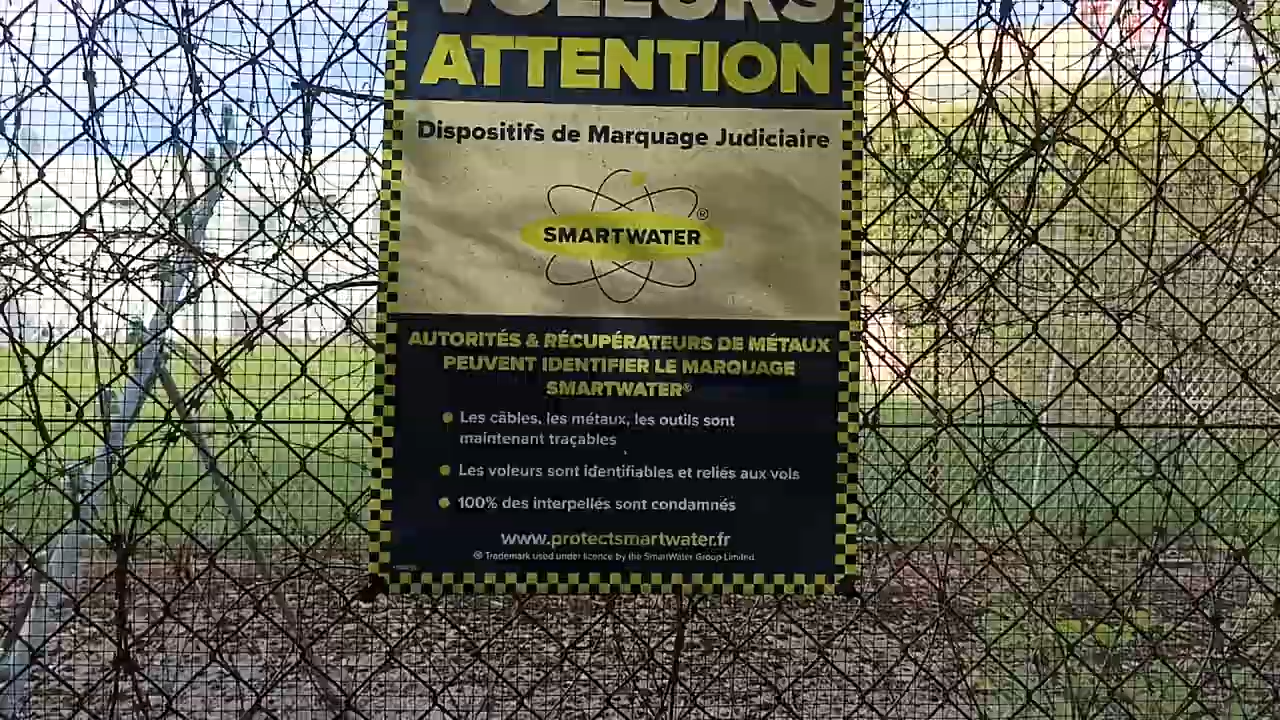 VOLEURS
ATTENTION
Dispositifs de Marquage Judiciaire
SMARTWATER®
AUTORITÉS & RÉCUPÉRATEURS DE MÉTAUX
PEUVENT IDENTIFIER LE MARQUAGE
SMARTWATER®
Les câbles, les métaux, les outils sont
maintenant traçables
Les voleurs sont identifiables et reliés aux vols
100% des interpellés sont condamnés
www.protectsmartwater.fr
® Trademark used under licence by the SmartWater Group Limited